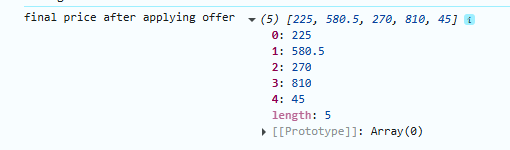 final price after applying offer ▼ (5) [225, 580.5, 270, 810, 45] i
0: 225
1: 580.5
2: 270
3: 810
4: 45
length: 5
▶ [[Prototype]]: Array(0)